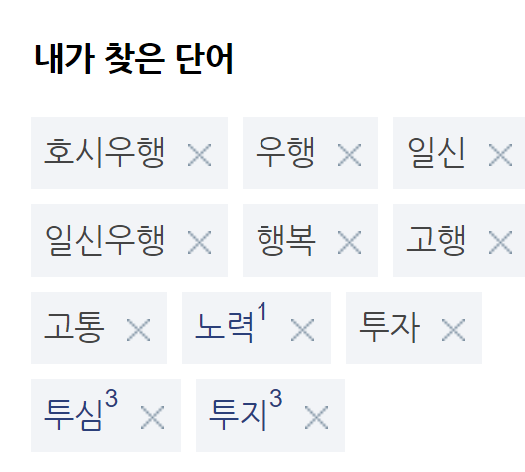 내가 찾은 단어
호시우행 우행 일신
일신우행 행복 고행
고통 노력1 투자
투심3 투지3